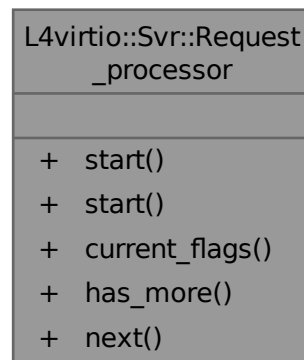 L4virtio::Svr::Request
_processor
+ start()
+ start()
+ current_flags()
+ has_more()
+ next()